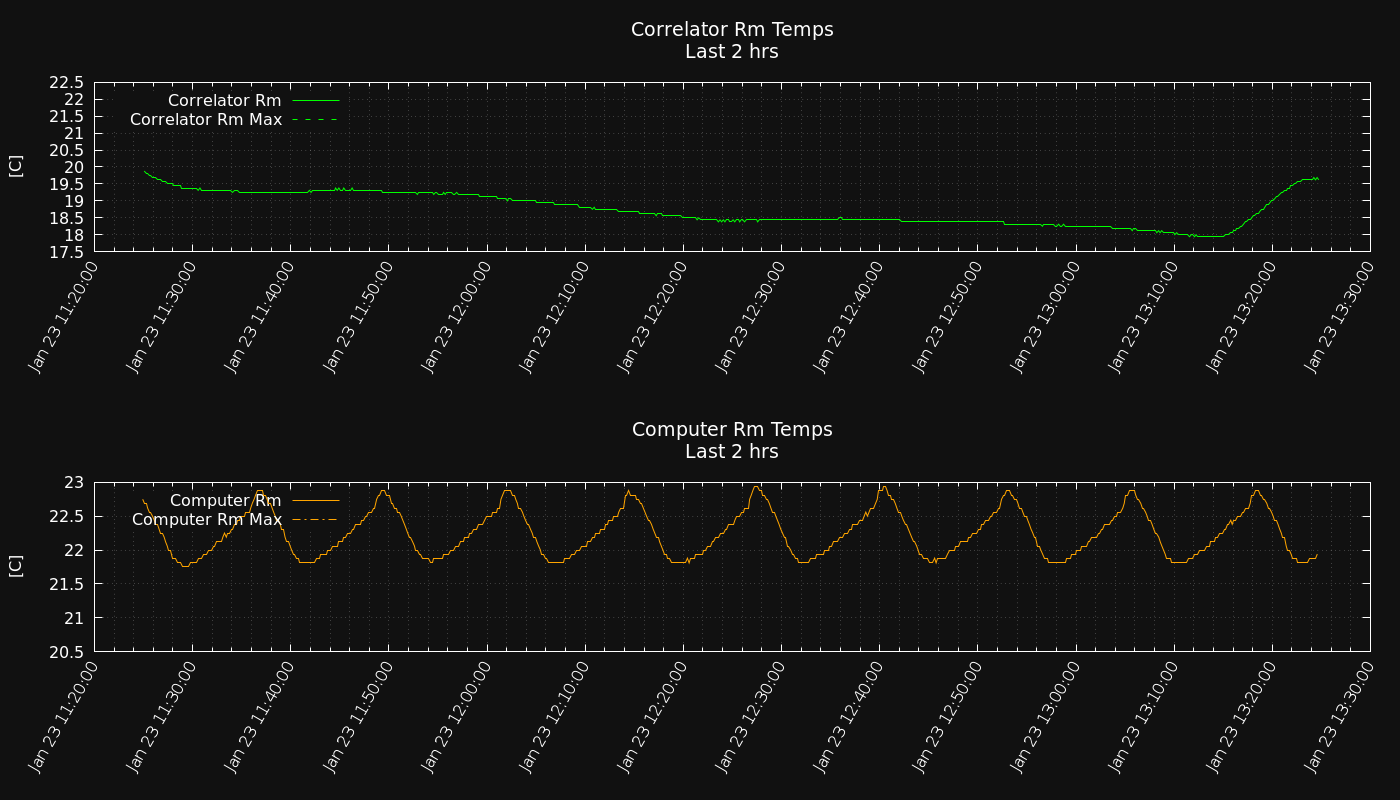 Correlator Rm Temps
Last 2 hrs
22.5
22
21.5
21
20.5
20
19.5
19
18.5
18
17.5
[C]
Correlator Rm
Correlator Rm Max
Jan 23 11:20:00
Jan 23 11:30:00
Jan 23 11:40:00
Jan 23 11:50:00
Jan 23 12:00:00
Jan 23 12:10:00
Jan 23 12:20:00
Jan 23 12:30:00
Jan 23 12:40:00
Jan 23 12:50:00
Jan 23 13:00:00
Jan 23 13:10:00
Jan 23 13:20:00
Jan 23 13:30:00
Computer Rm Temps
Last 2 hrs
23
22.5
22
21.5
21
20.5
[C]
Computer Rm
Computer Rm Max
Jan 23 11:20:00
Jan 23 11:30:00
Jan 23 11:40:00
Jan 23 11:50:00
Jan 23 12:00:00
Jan 23 12:10:00
Jan 23 12:20:00
Jan 23 12:30:00
Jan 23 12:40:00
Jan 23 12:50:00
Jan 23 13:00:00
Jan 23 13:10:00
Jan 23 13:20:00
Jan 23 13:30:00